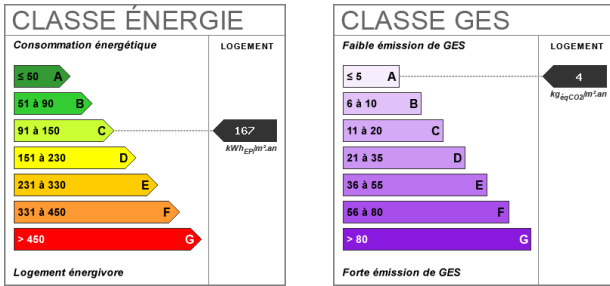 CLASSE ÉNERGIE
Consommation énergétique
LOGEMENT
≤ 50 A
51 à 90 B
91 à 150 C
167
kWhEP/m².an
151 à 230 D
231 à 330 E
331 à 450 F
> 450 G
Logement énergivore
CLASSE GES
Faible émission de GES
LOGEMENT
≤ 5 A
4
kgéqCO2/m².an
6 à 10 B
11 à 20 C
21 à 35 D
36 à 55 E
56 à 80 F
> 80 G
Forte émission de GES